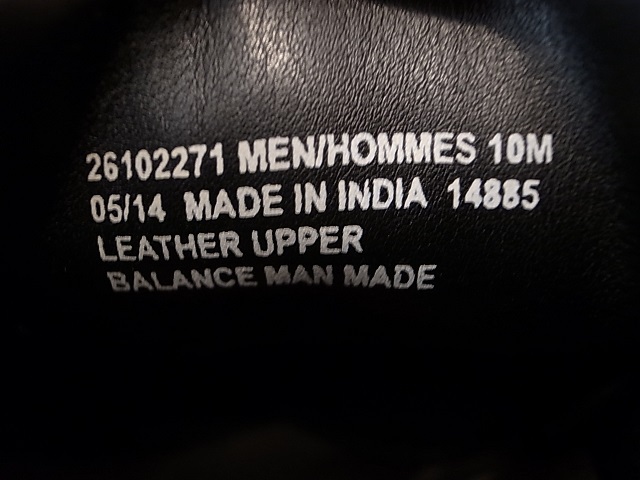 26102271 MEN/HOMMES 10M
05/14 MADE IN INDIA 14885
LEATHER UPPER
BALANCE MAN MADE